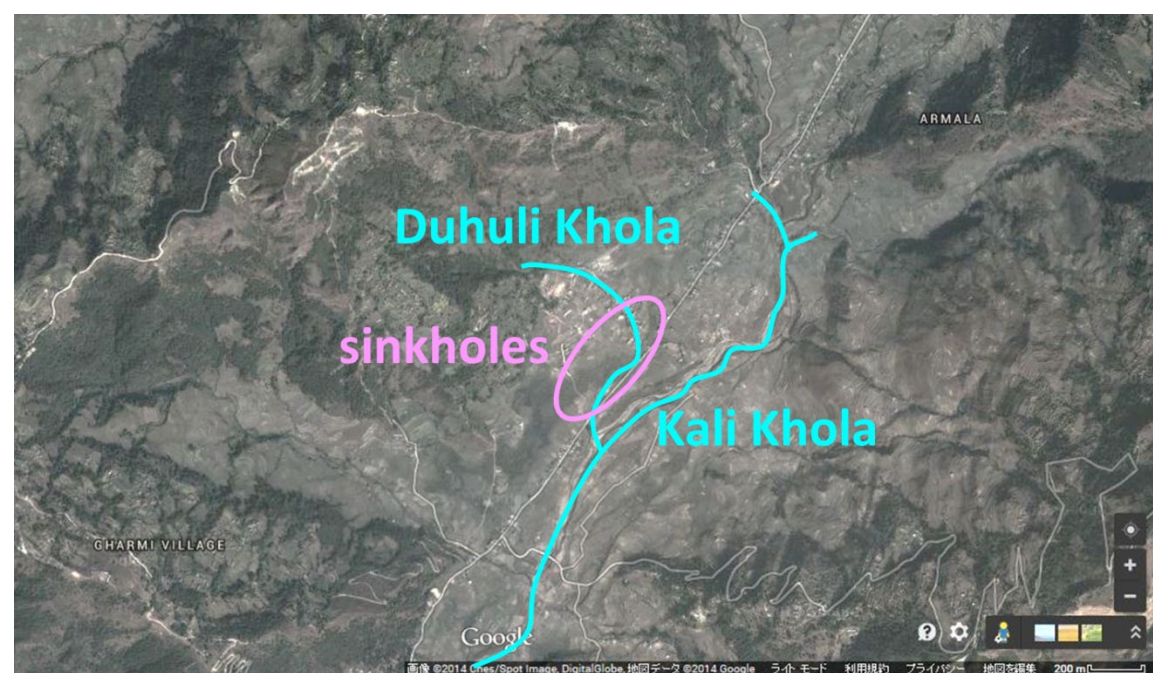 ARMALA
Duhuli Khola
sinkholes
Kali Khola
GHARMI VILLAGE
Google
画像 ©2014 Cnes/Spot Image, DigitalGlobe, 地図データ ©2014 Google ライト モード 利用規約 プライバシー 地図を編集 200 m